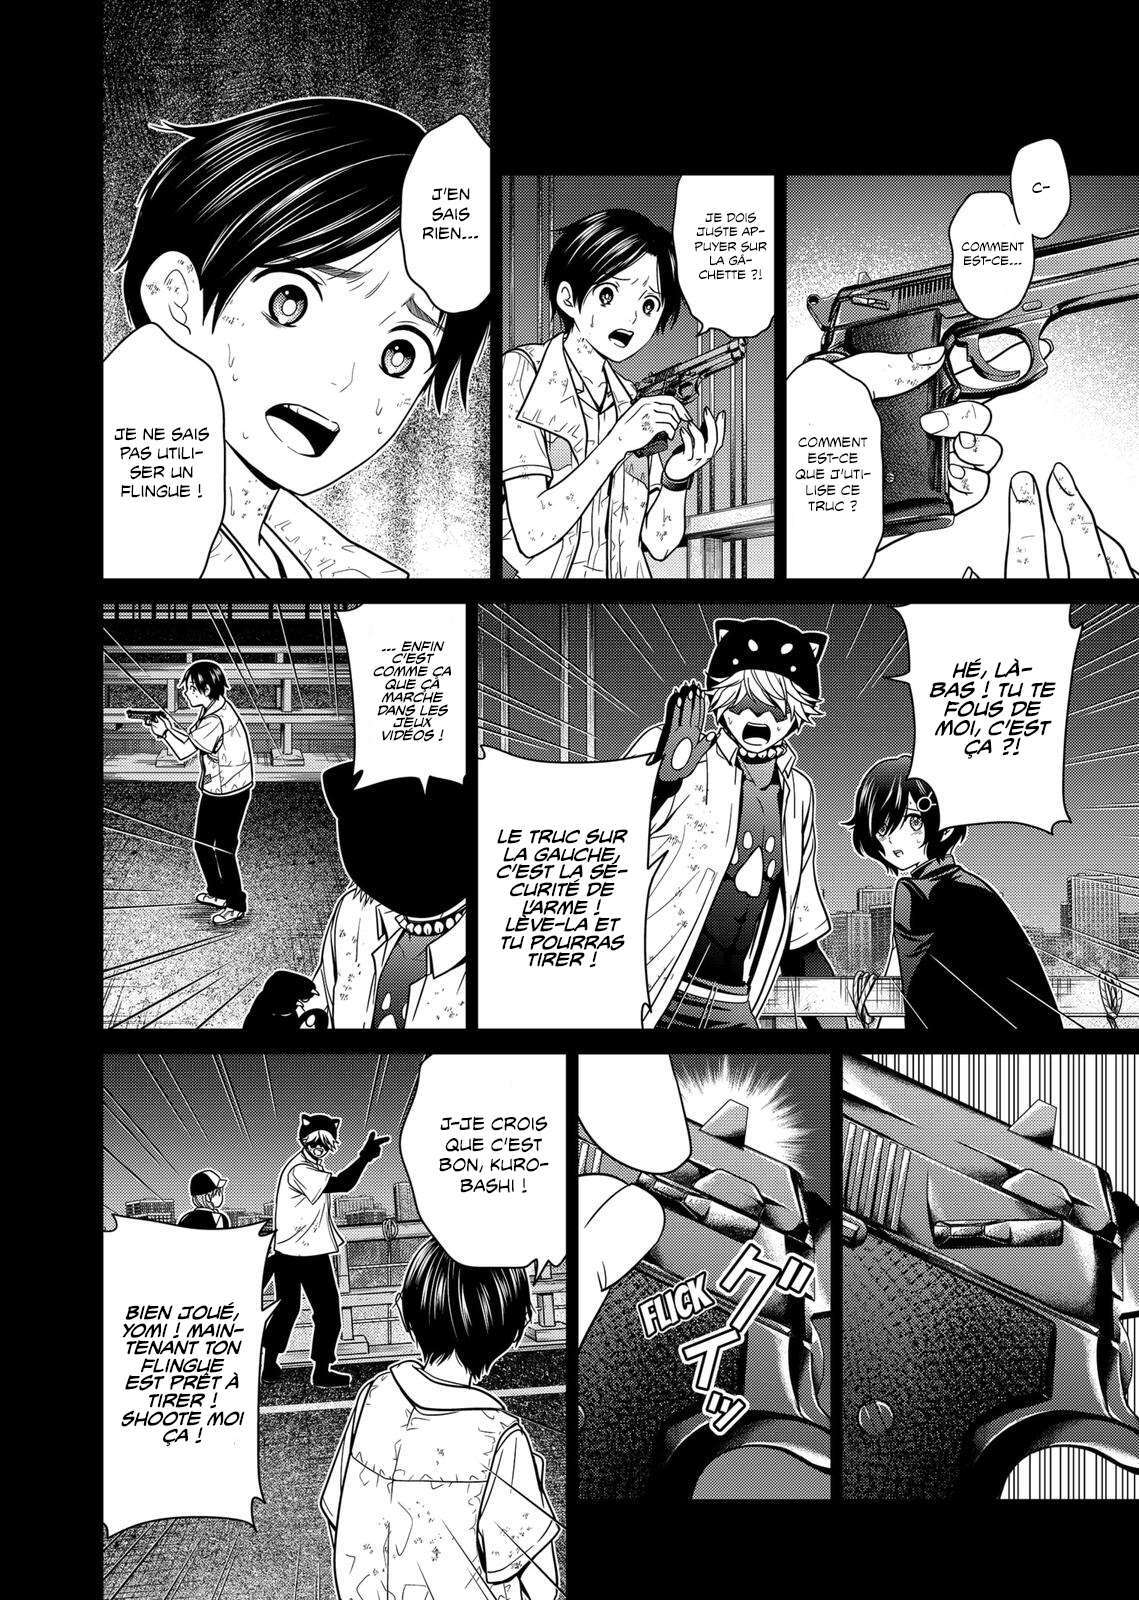 C-
COMMENT
EST-CE...
COMMENT
EST-CE
QUE J'UTI-
LISE CE
TRUC ?
JE DOIS
JUSTE AP-
PUYER SUR
LA GÂ-
CHETTE ?!
J'EN
SAIS
RIEN...
JE NE SAIS
PAS UTILI-
SER UN
FLINGUE !
HÉ, LÀ-
BAS ! TU TE
FOUS DE
MOI, C'EST
ÇA ?!
LE TRUC SUR
LA GAUCHE,
C'EST LA SÉ-
CURITÉ DE
L'ARME !
LÈVE-LA ET
TU POURRAS
TIRER !
... ENFIN
C'EST
COMME ÇA
QUE ÇA
MARCHE
DANS LES
JEUX
VIDÉOS !
グイッ
FLICK
J-JE CROIS
QUE C'EST
BON, KURO-
BASHI !
BIEN JOUÉ,
YOMI ! MAIN-
TENANT TON
FLINGUE
EST PRÊT À
TIRER !
SHOOTE MOI
ÇA !